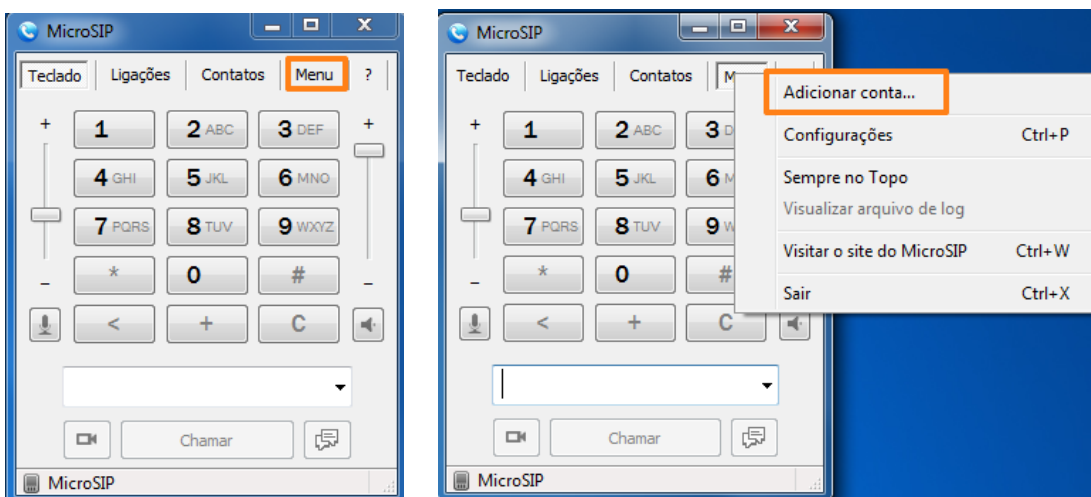 MicroSIP
Teclado Ligações Contatos Menu ?
+ 1 2 ABC 3 DEF +
4 GHI 5 JKL 6 MNO
7 PQRS 8 TUV 9 WXYZ
- * 0 # -
< + C
Chamar
MicroSIP
MicroSIP
Teclado Ligações Contatos
Adicionar conta...
Configurações Ctrl+P
Sempre no Topo
Visualizar arquivo de log
Visitar o site do MicroSIP Ctrl+W
Sair Ctrl+X
+ 1 2 ABC 3
4 GHI 5 JKL 6
7 PQRS 8 TUV 9
- * 0 #
< + C
Chamar
MicroSIP